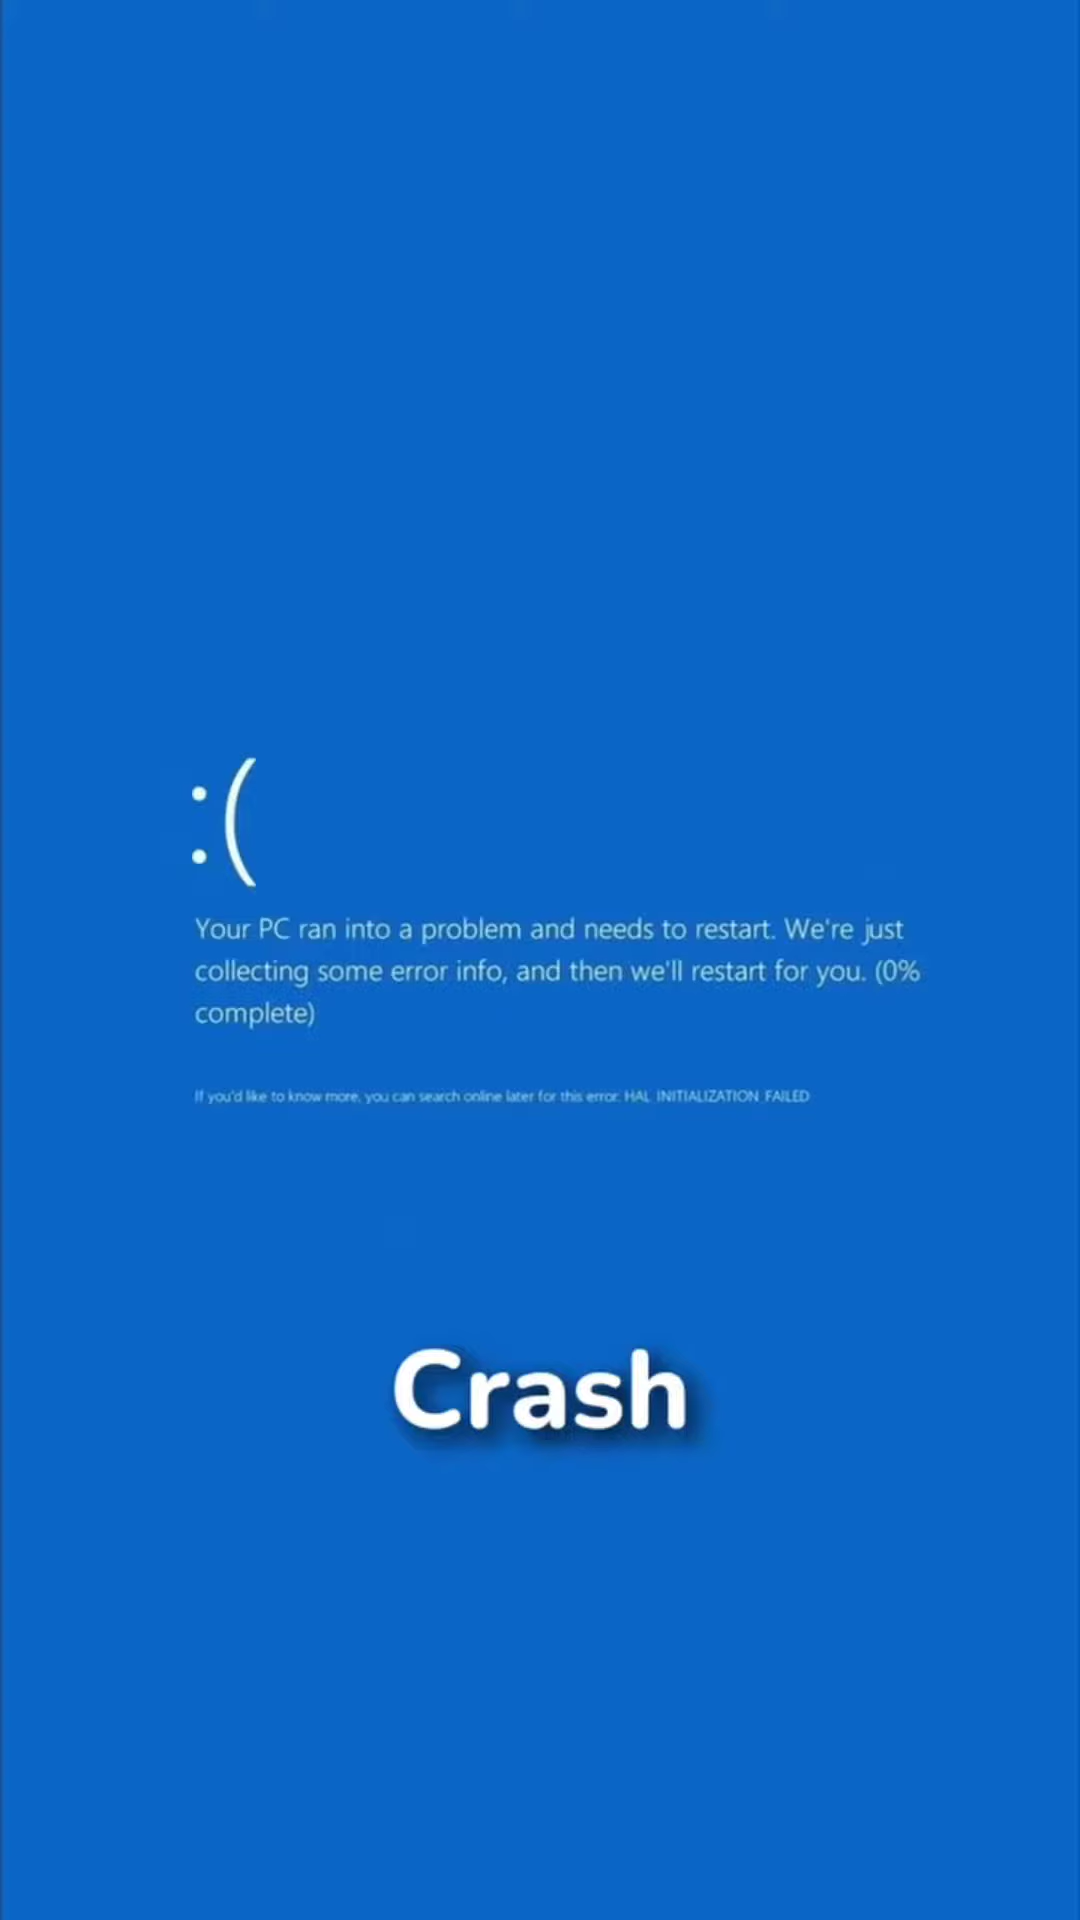 :(
Your PC ran into a problem and needs to restart. We're just
collecting some error info, and then we'll restart for you. (0%
complete)
If you'd like to know more, you can search online later for this error: HAL_INITIALIZATION_FAILED
Crash